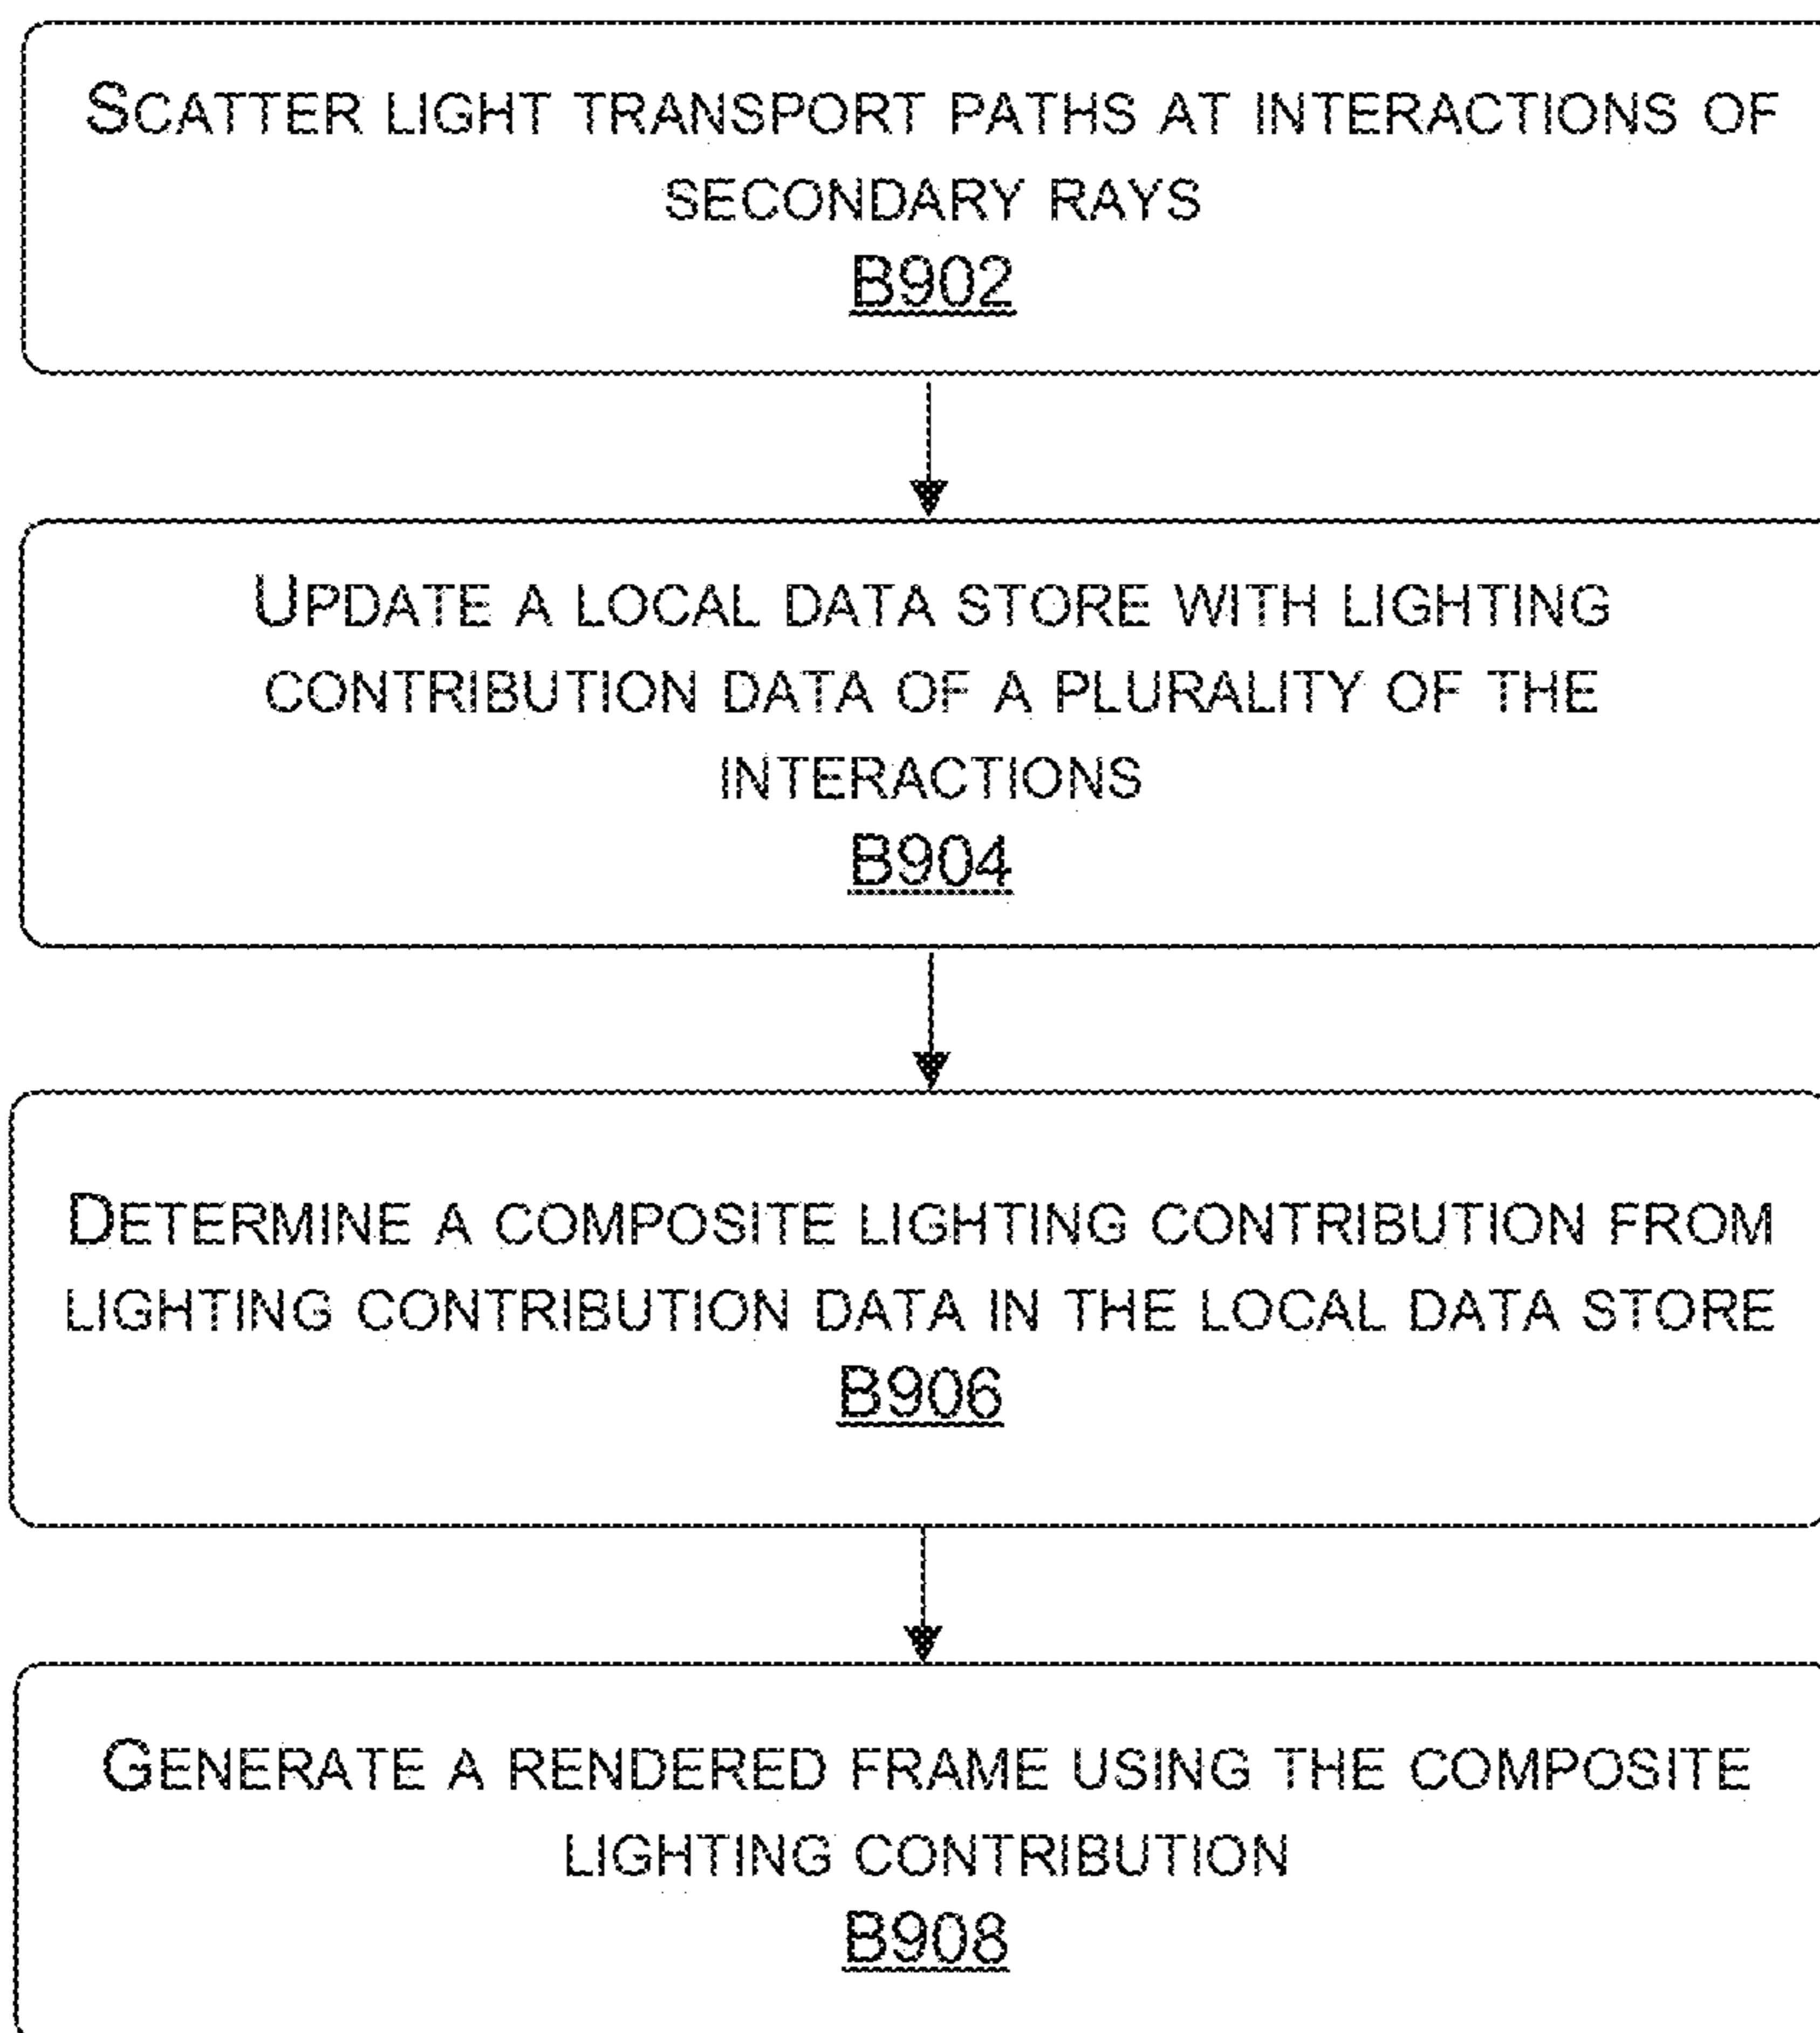 SCATTER LIGHT TRANSPORT PATHS AT INTERACTIONS OF
SECONDARY RAYS
B902
UPDATE A LOCAL DATA STORE WITH LIGHTING
CONTRIBUTION DATA OF A PLURALITY OF THE
INTERACTIONS
B904
DETERMINE A COMPOSITE LIGHTING CONTRIBUTION FROM
LIGHTING CONTRIBUTION DATA IN THE LOCAL DATA STORE
B906
GENERATE A RENDERED FRAME USING THE COMPOSITE
LIGHTING CONTRIBUTION
B908